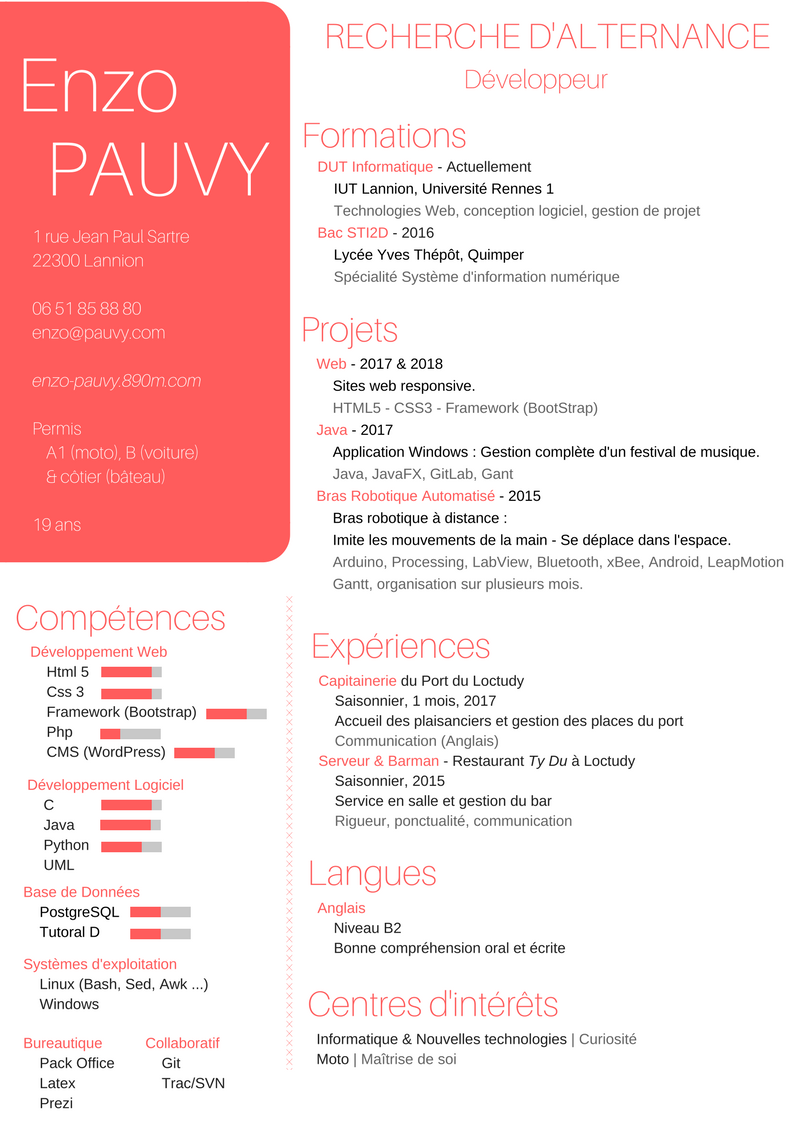 Enzo
PAUVY
1 rue Jean Paul Sartre
22300 Lannion
06 51 85 88 80
enzo@pauvy.com
enzo-pauvy.890m.com
Permis
A1 (moto), B (voiture)
& côtier (bâteau)
19 ans
Compétences
Développement Web
Html 5
Css 3
Framework (Bootstrap)
Php
CMS (WordPress)
Développement Logiciel
C
Java
Python
UML
Base de Données
PostgreSQL
Tutoral D
Systèmes d'exploitation
Linux (Bash, Sed, Awk ...)
Windows
Bureautique
Pack Office
Latex
Prezi
Collaboratif
Git
Trac/SVN
RECHERCHE D'ALTERNANCE
Développeur
Formations
DUT Informatique - Actuellement
IUT Lannion, Université Rennes 1
Technologies Web, conception logiciel, gestion de projet
Bac STI2D - 2016
Lycée Yves Thépôt, Quimper
Spécialité Système d'information numérique
Projets
Web - 2017 & 2018
Sites web responsive.
HTML5 - CSS3 - Framework (BootStrap)
Java - 2017
Application Windows : Gestion complète d'un festival de musique.
Java, JavaFX, GitLab, Gant
Bras Robotique Automatisé - 2015
Bras robotique à distance :
Imite les mouvements de la main - Se déplace dans l'espace.
Arduino, Processing, LabView, Bluetooth, xBee, Android, LeapMotion
Gantt, organisation sur plusieurs mois.
Expériences
Capitainerie du Port du Loctudy
Saisonnier, 1 mois, 2017
Accueil des plaisanciers et gestion des places du port
Communication (Anglais)
Serveur & Barman - Restaurant Ty Du à Loctudy
Saisonnier, 2015
Service en salle et gestion du bar
Rigueur, ponctualité, communication
Langues
Anglais
Niveau B2
Bonne compréhension oral et écrite
Centres d'intérêts
Informatique & Nouvelles technologies | Curiosité
Moto | Maîtrise de soi